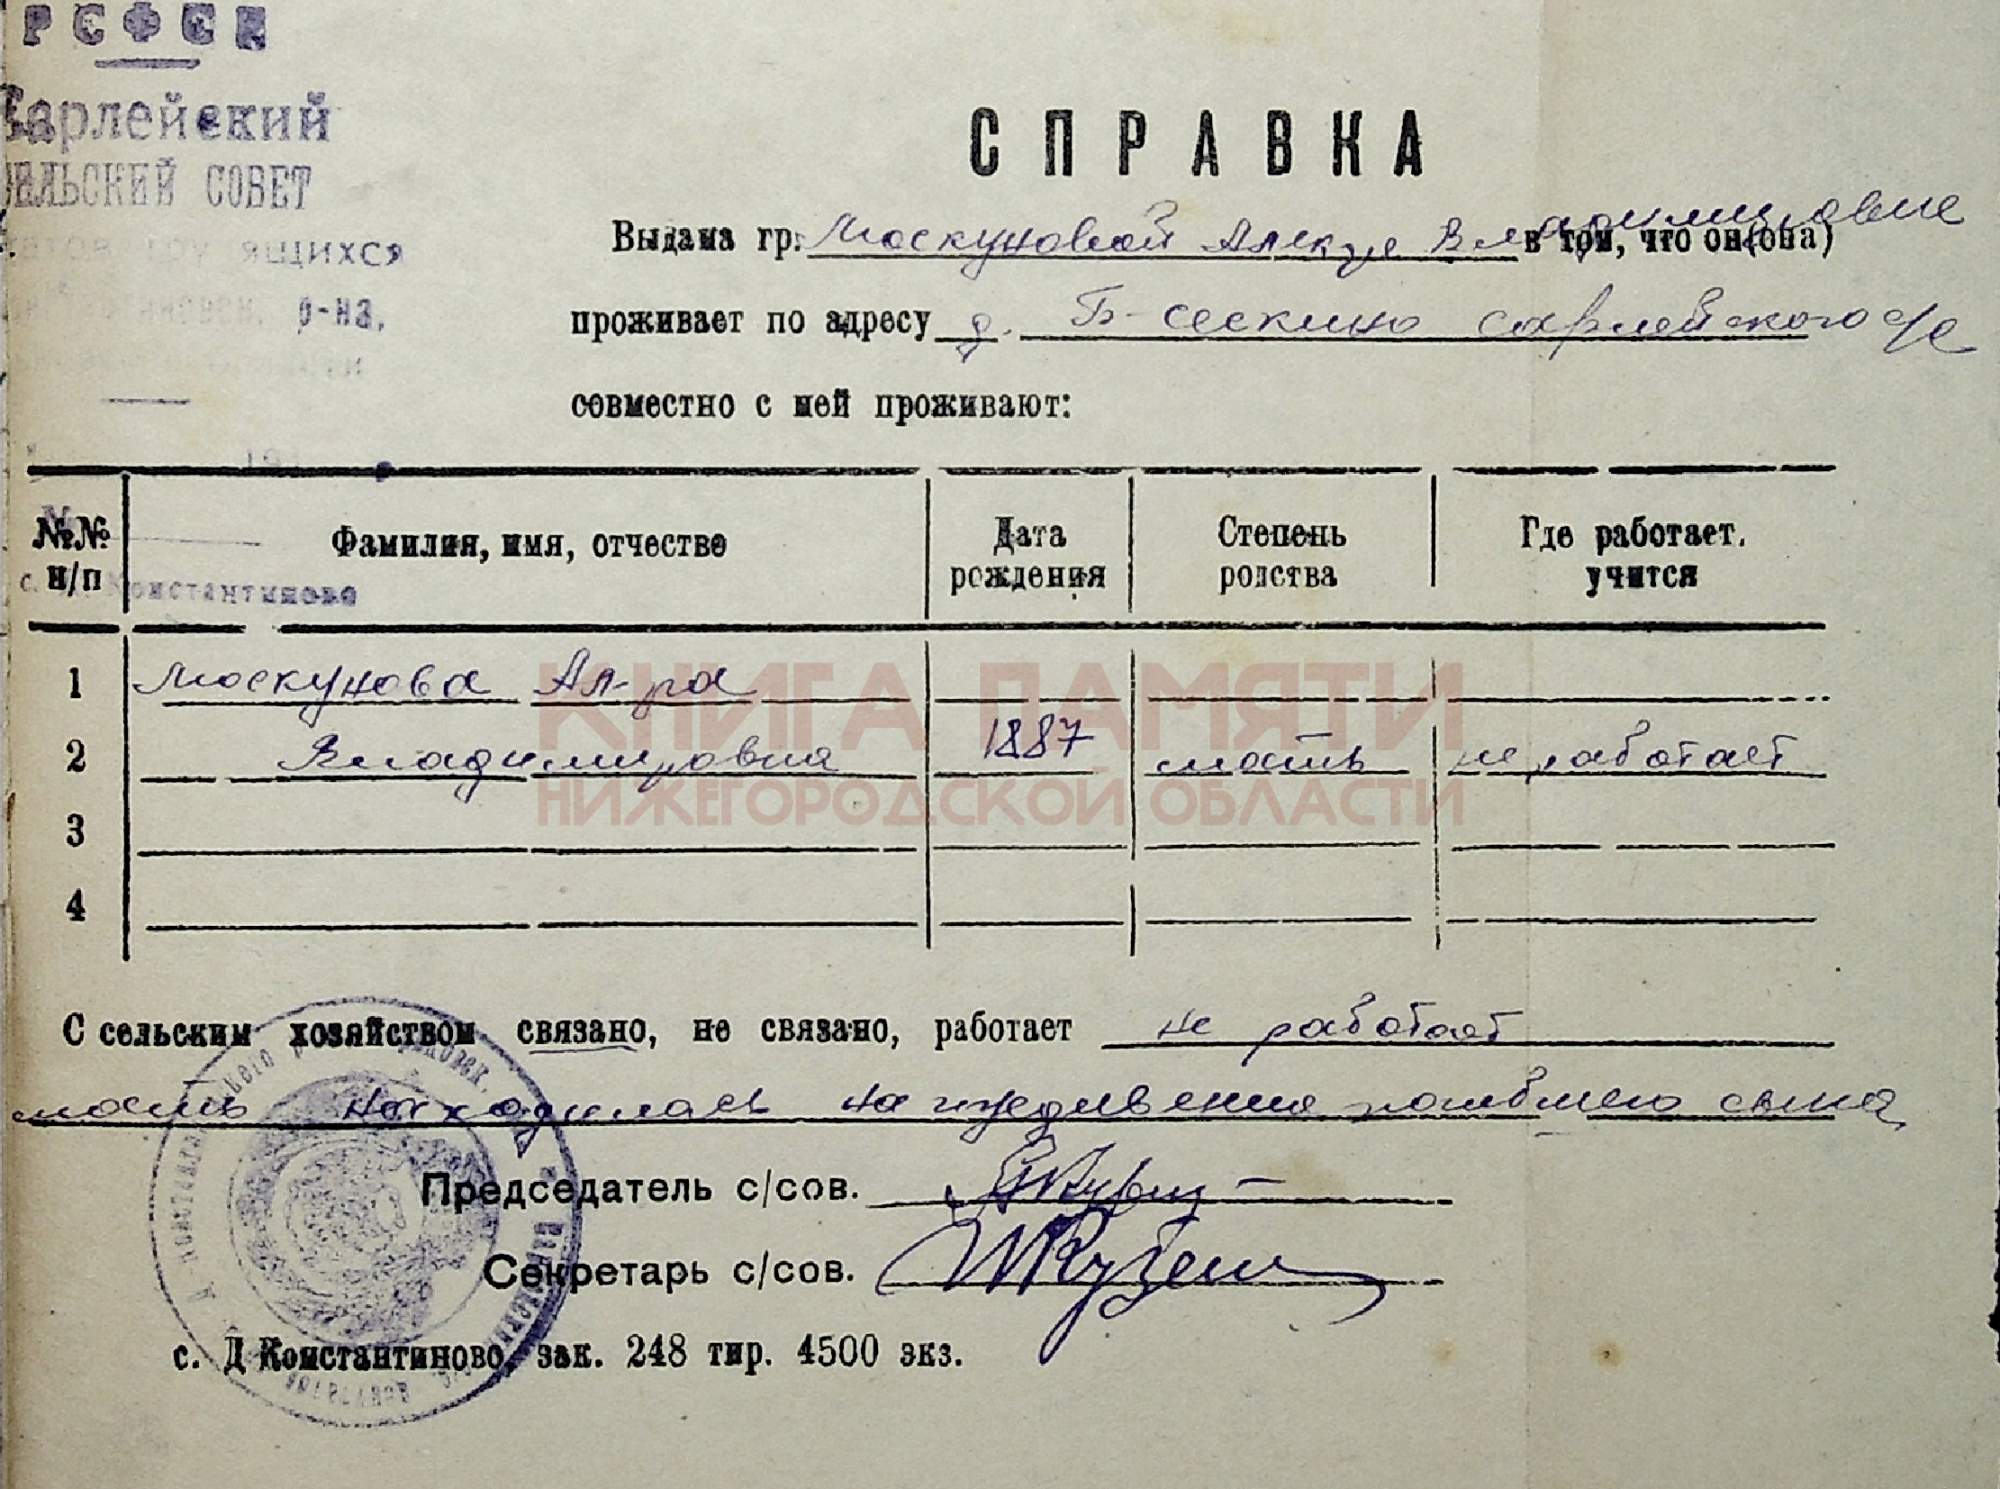 РСФСР
Сарлейский
СЕЛЬСКИЙ СОВЕТ
р-на,
СПРАВКА
Выдана гр. Москуновой Алекдре Владимировне в том, что он(она)
проживает по адресу д. Б-Сескино Сарлейского с/с
совместно с ней проживают:
№№ п/п Фамилия, имя, отчество Дата рождения Степень родства Где работает, учится
с. Константиново
1 Москунова Ал-ра
2 Владимировна 1887 мать не работает
3
4
КНИГА ПАМЯТИ
НИЖЕГОРОДСКОЙ ОБЛАСТИ
С сельским хозяйством связано, не связано, работает не работает
мать находилась на иждивении погибшего сына
Председатель с/сов.
Секретарь с/сов.
с. Д Константиново, зак. 248 тир. 4500 экз.